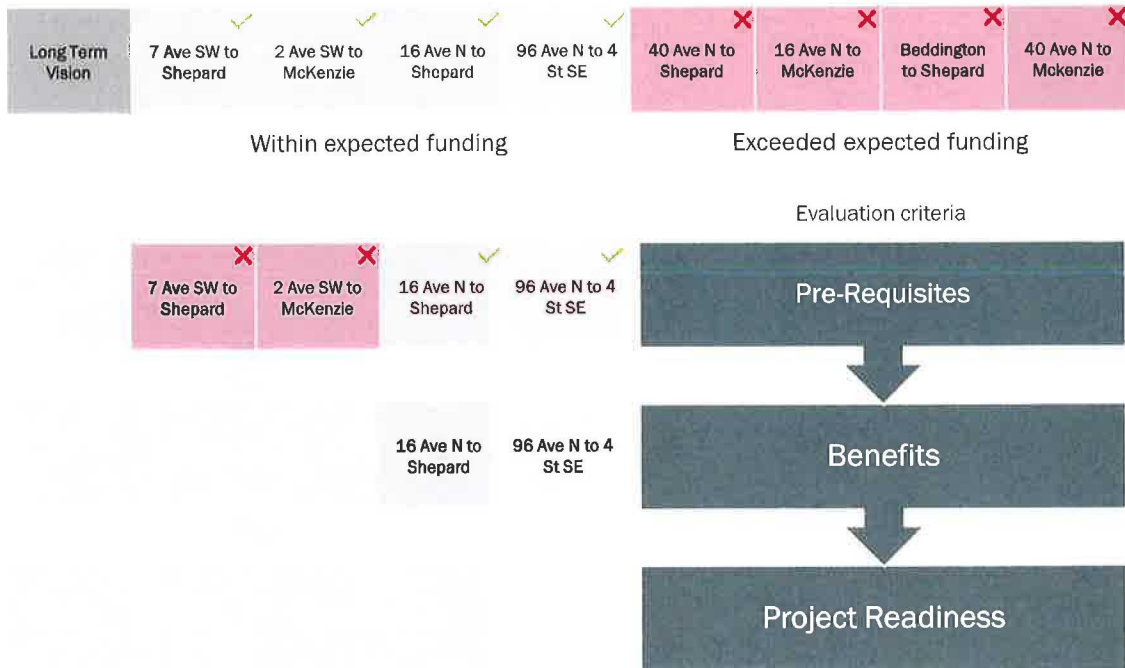 Long Term
Vision
7 Ave SW to
Shepard
2 Ave SW to
McKenzie
16 Ave N to
Shepard
96 Ave N to 4
St SE
40 Ave N to
Shepard
16 Ave N to
McKenzie
Beddington
to Shepard
40 Ave N to
Mckenzie
Within expected funding
Exceeded expected funding
Evaluation criteria
7 Ave SW to
Shepard
2 Ave SW to
McKenzie
16 Ave N to
Shepard
96 Ave N to 4
St SE
Pre-Requisites
16 Ave N to
Shepard
96 Ave N to 4
St SE
Benefits
Project Readiness